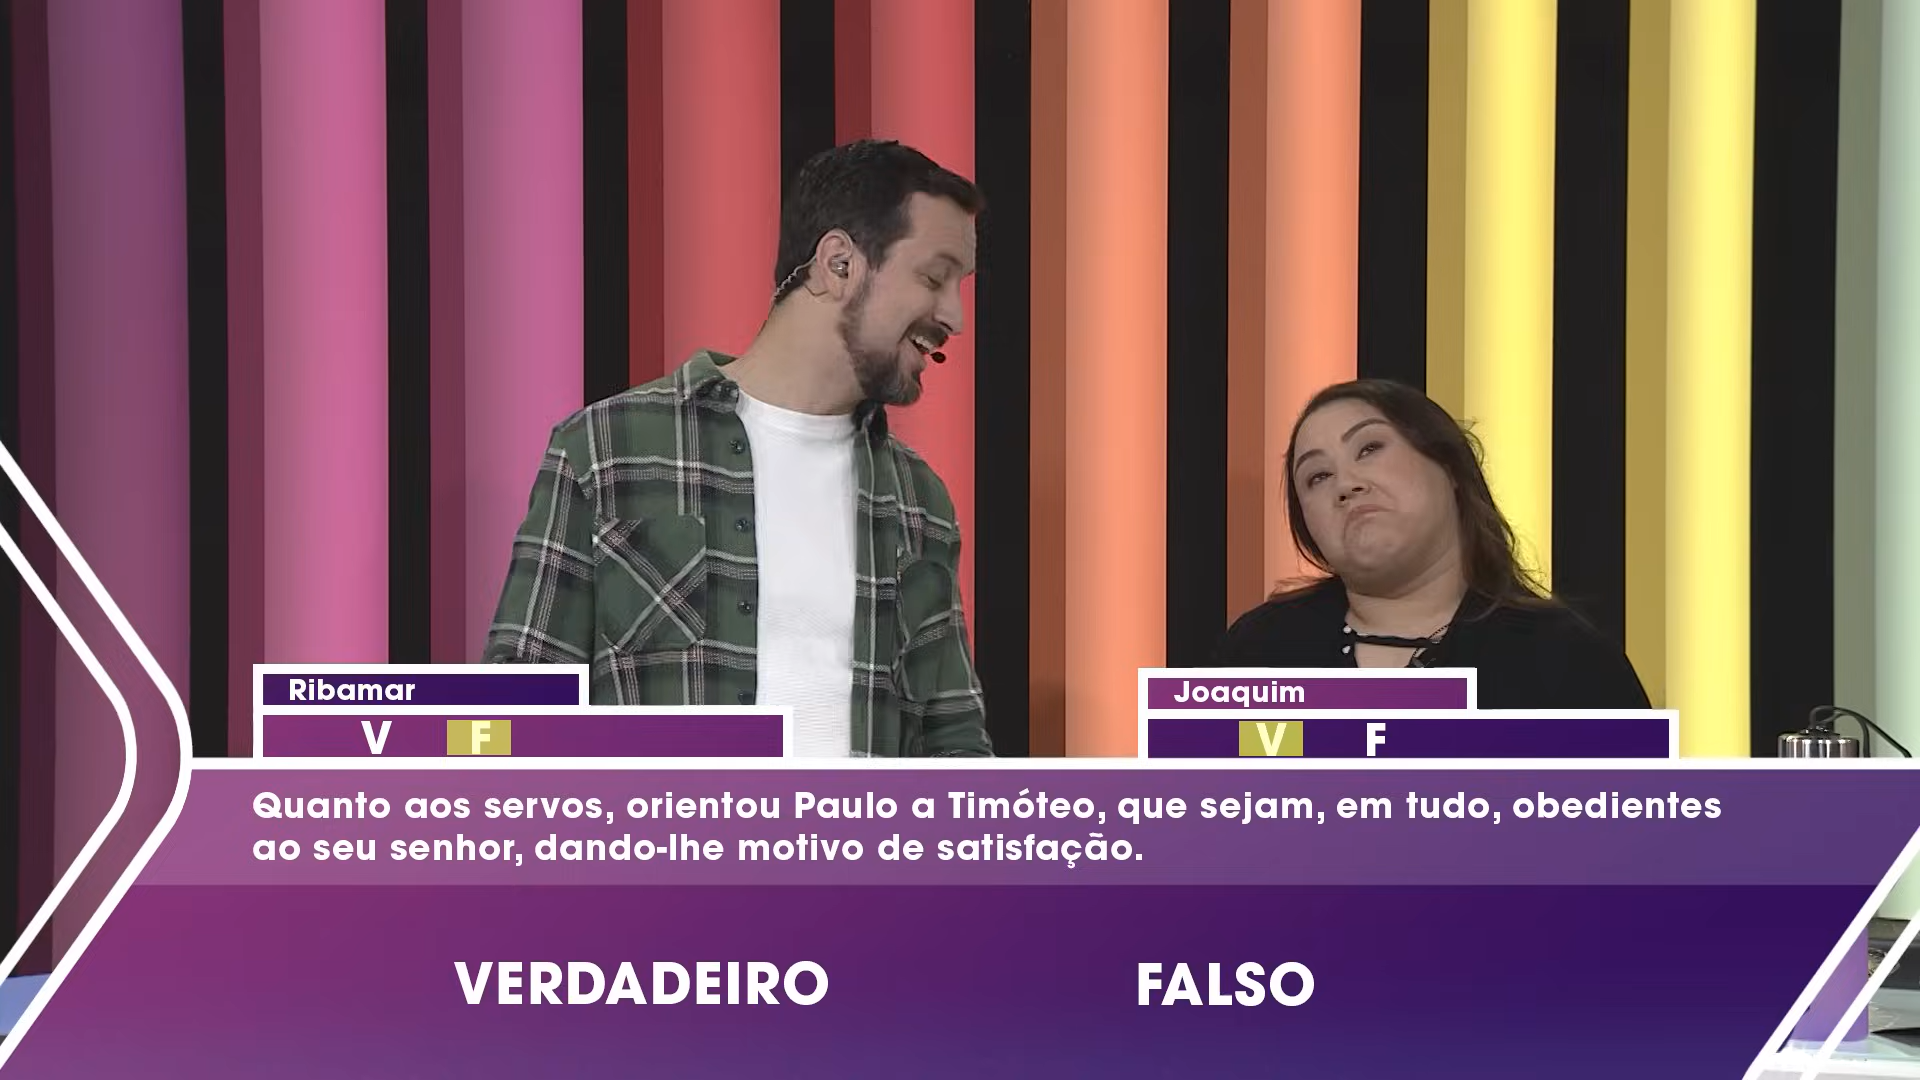 Ribamar
V F
Joaquim
V F
Quanto aos servos, orientou Paulo a Timóteo, que sejam, em tudo, obedientes
ao seu senhor, dando-lhe motivo de satisfação.
VERDADEIRO
FALSO